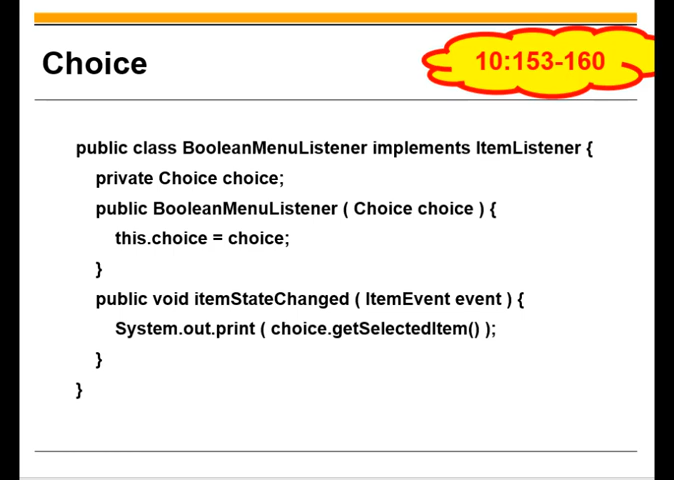 Choice
10:153-160
public class BooleanMenuListener implements ItemListener {
private Choice choice;
public BooleanMenuListener ( Choice choice ) {
this.choice = choice;
}
public void itemStateChanged ( ItemEvent event ) {
System.out.print ( choice.getSelectedItem() );
}
}